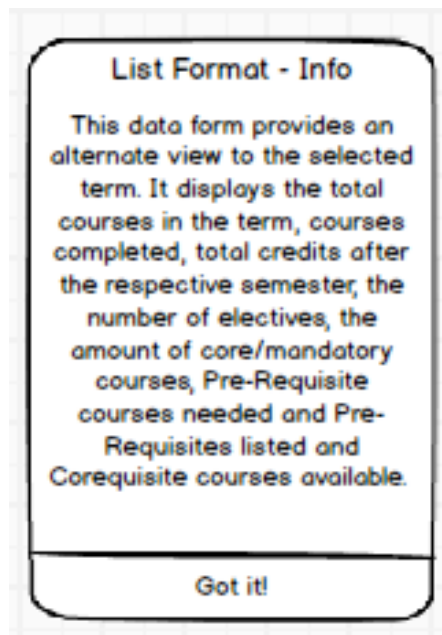 List Format - Info
This data form provides an
alternate view to the selected
term. It displays the total
courses in the term, courses
completed, total credits after
the respective semester, the
number of electives, the
amount of core/mandatory
courses, Pre-Requisite
courses needed and Pre-
Requisites listed and
Corequisite courses available.
Got it!